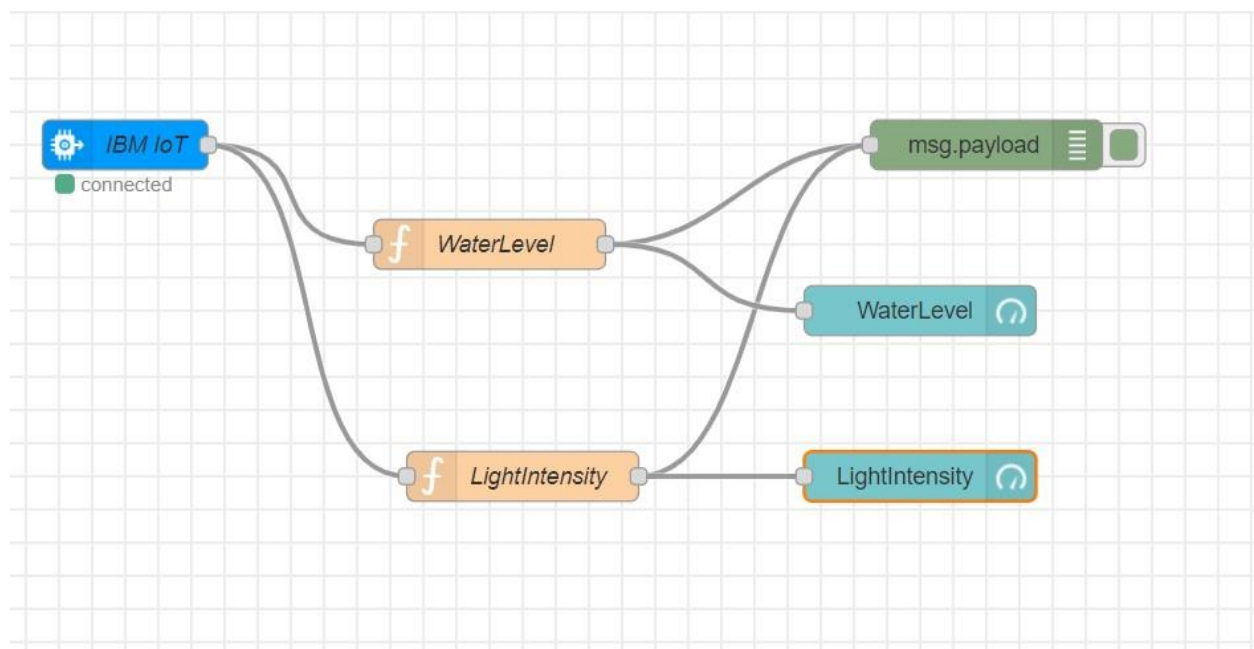 IBM IoT
msg.payload
connected
WaterLevel
WaterLevel
LightIntensity
LightIntensity